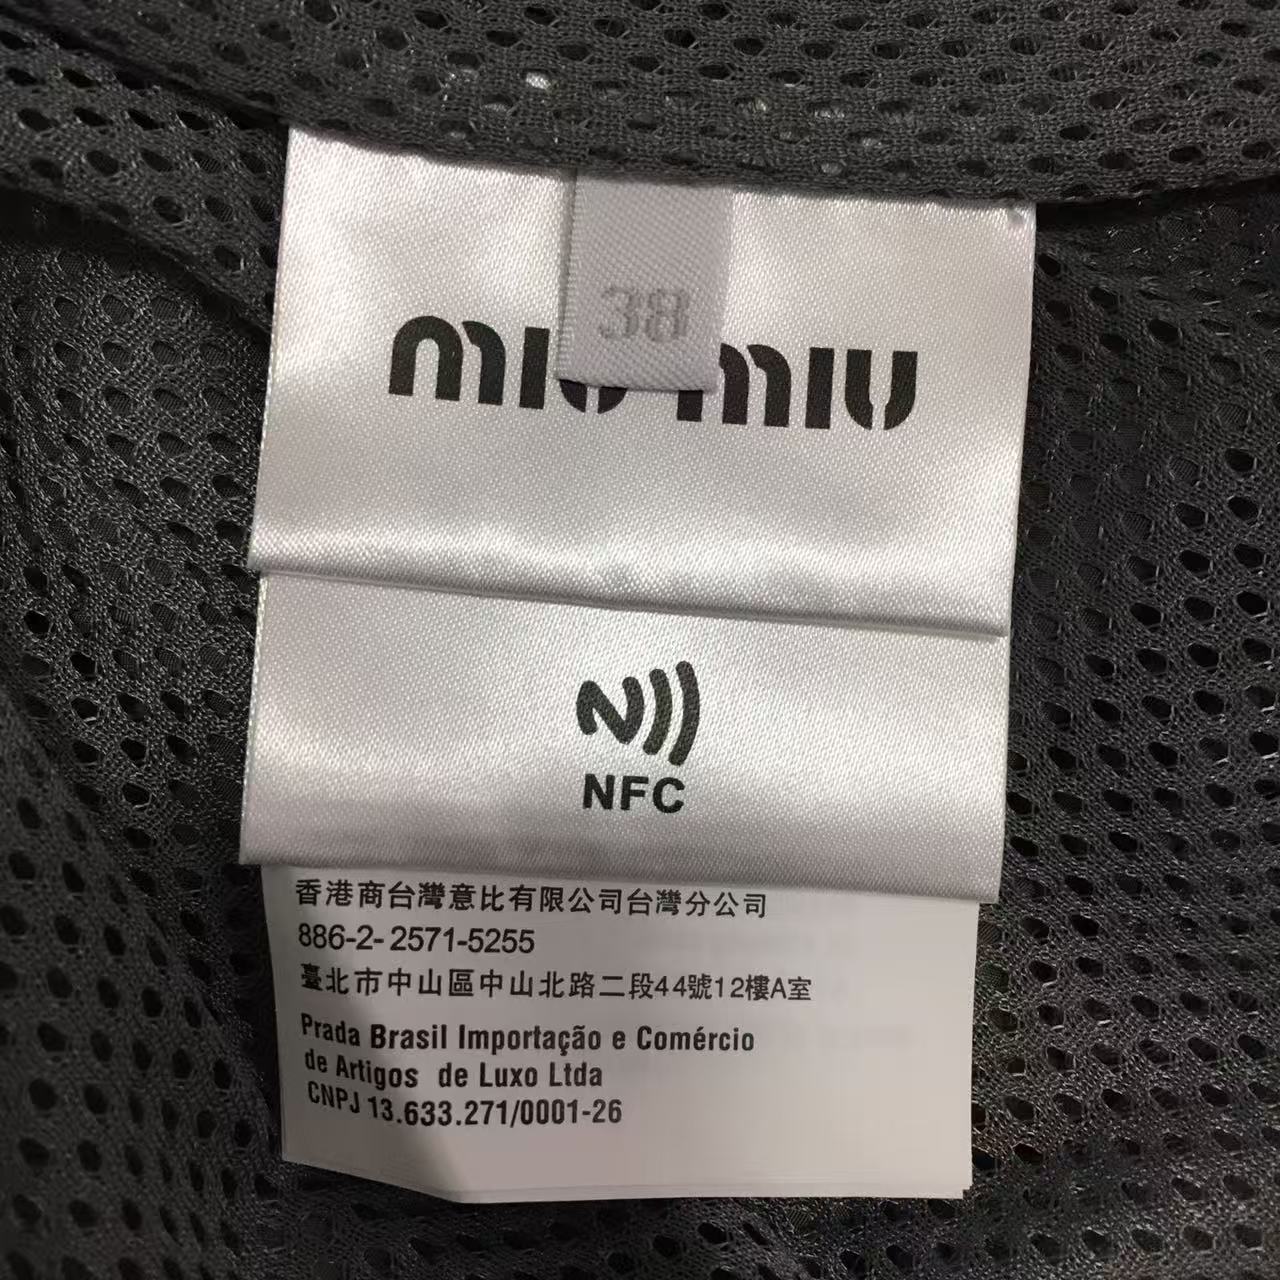 38
miu miu
NFC
香港商台灣意比有限公司台灣分公司
886-2- 2571-5255
臺北市中山區中山北路二段44號12樓A室
Prada Brasil Importação e Comércio
de Artigos de Luxo Ltda
CNPJ 13.633.271/0001-26